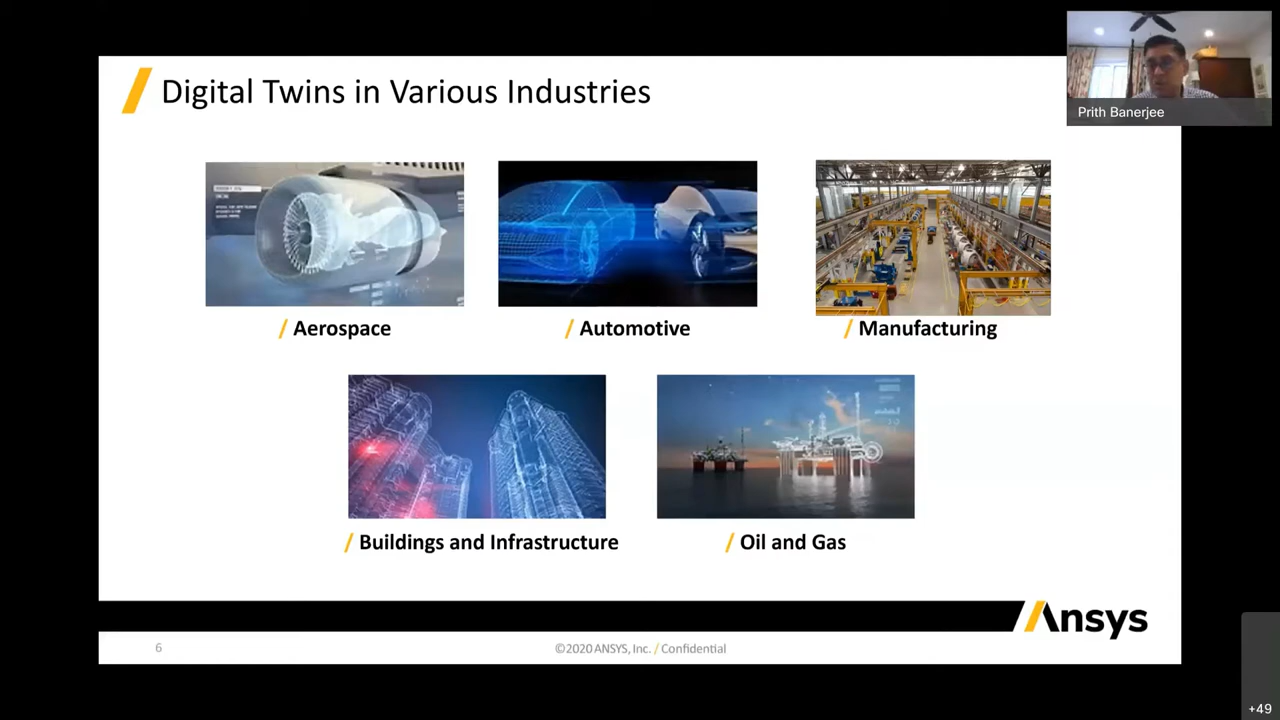 Digital Twins in Various Industries
Prith Banerjee
/ Aerospace
/ Automotive
/ Manufacturing
/ Buildings and Infrastructure
/ Oil and Gas
Ansys
6
©2020 ANSYS, Inc. / Confidential
+49